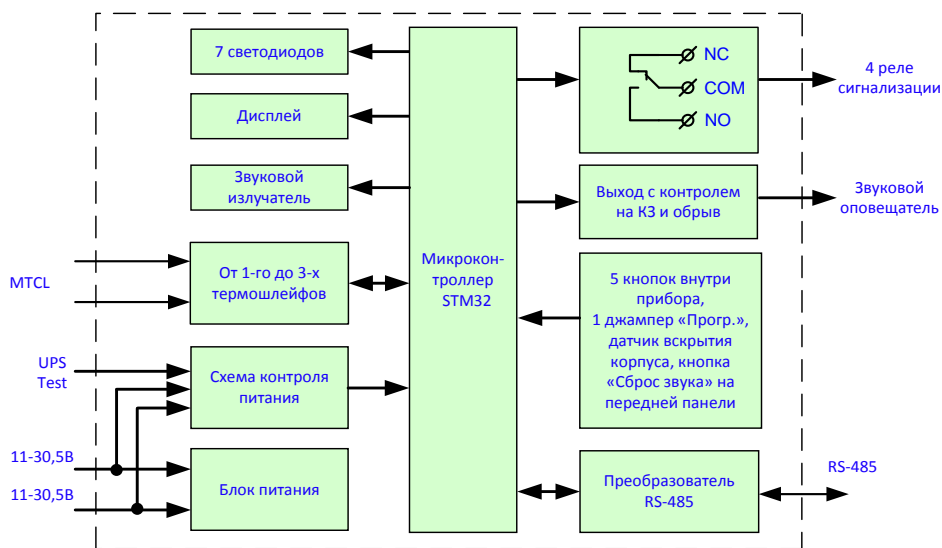 7 светодиодов
Дисплей
Звуковой
излучатель
MTCL
От 1-го до 3-х
термошлейфов
UPS
Test
Схема контроля
питания
11-30,5В
11-30,5В
Блок питания
Микрокон-
троллер
STM32
NC
COM
NO
4 реле
сигнализации
Выход с контролем
на КЗ и обрыв
Звуковой
оповещатель
5 кнопок внутри
прибора,
1 джампер «Прогр.»,
датчик вскрытия
корпуса, кнопка
«Сброс звука» на
передней панели
Преобразователь
RS-485
RS-485